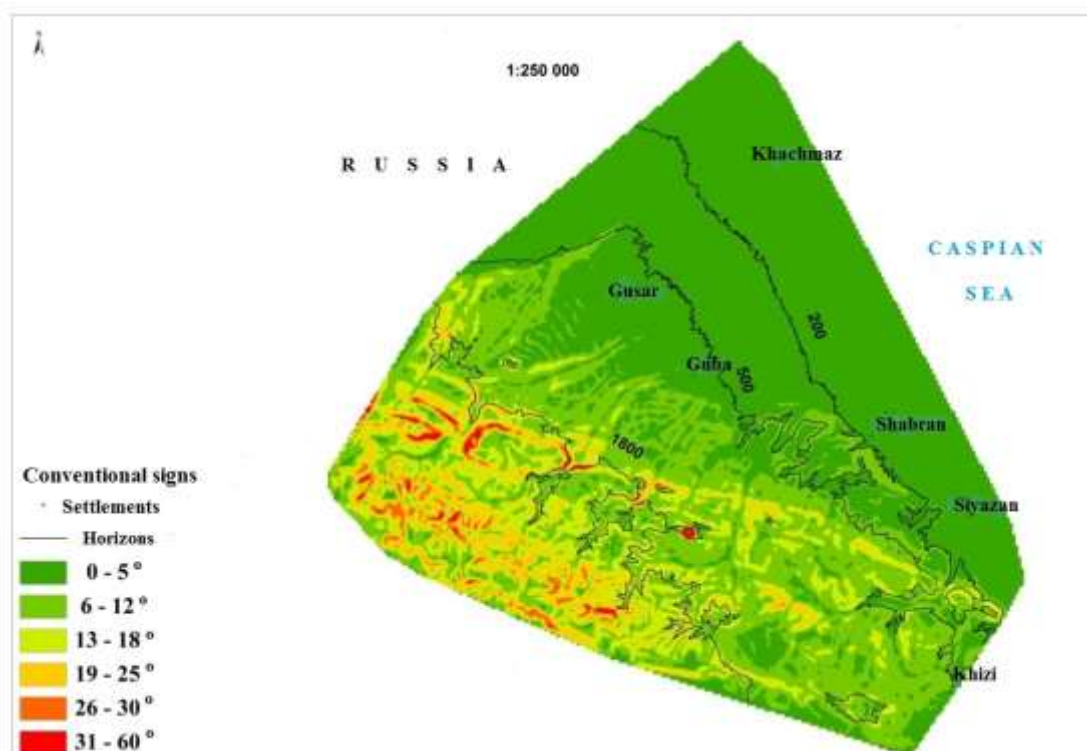 1:250 000
R U S S I A
Khachmaz
CASPIAN
SEA
Gusar
200
Guba
500
Shabran
1800
Siyazan
Khizi
Conventional signs
Settlements
Horizons
0 - 5 °
6 - 12 °
13 - 18 °
19 - 25 °
26 - 30 °
31 - 60 °